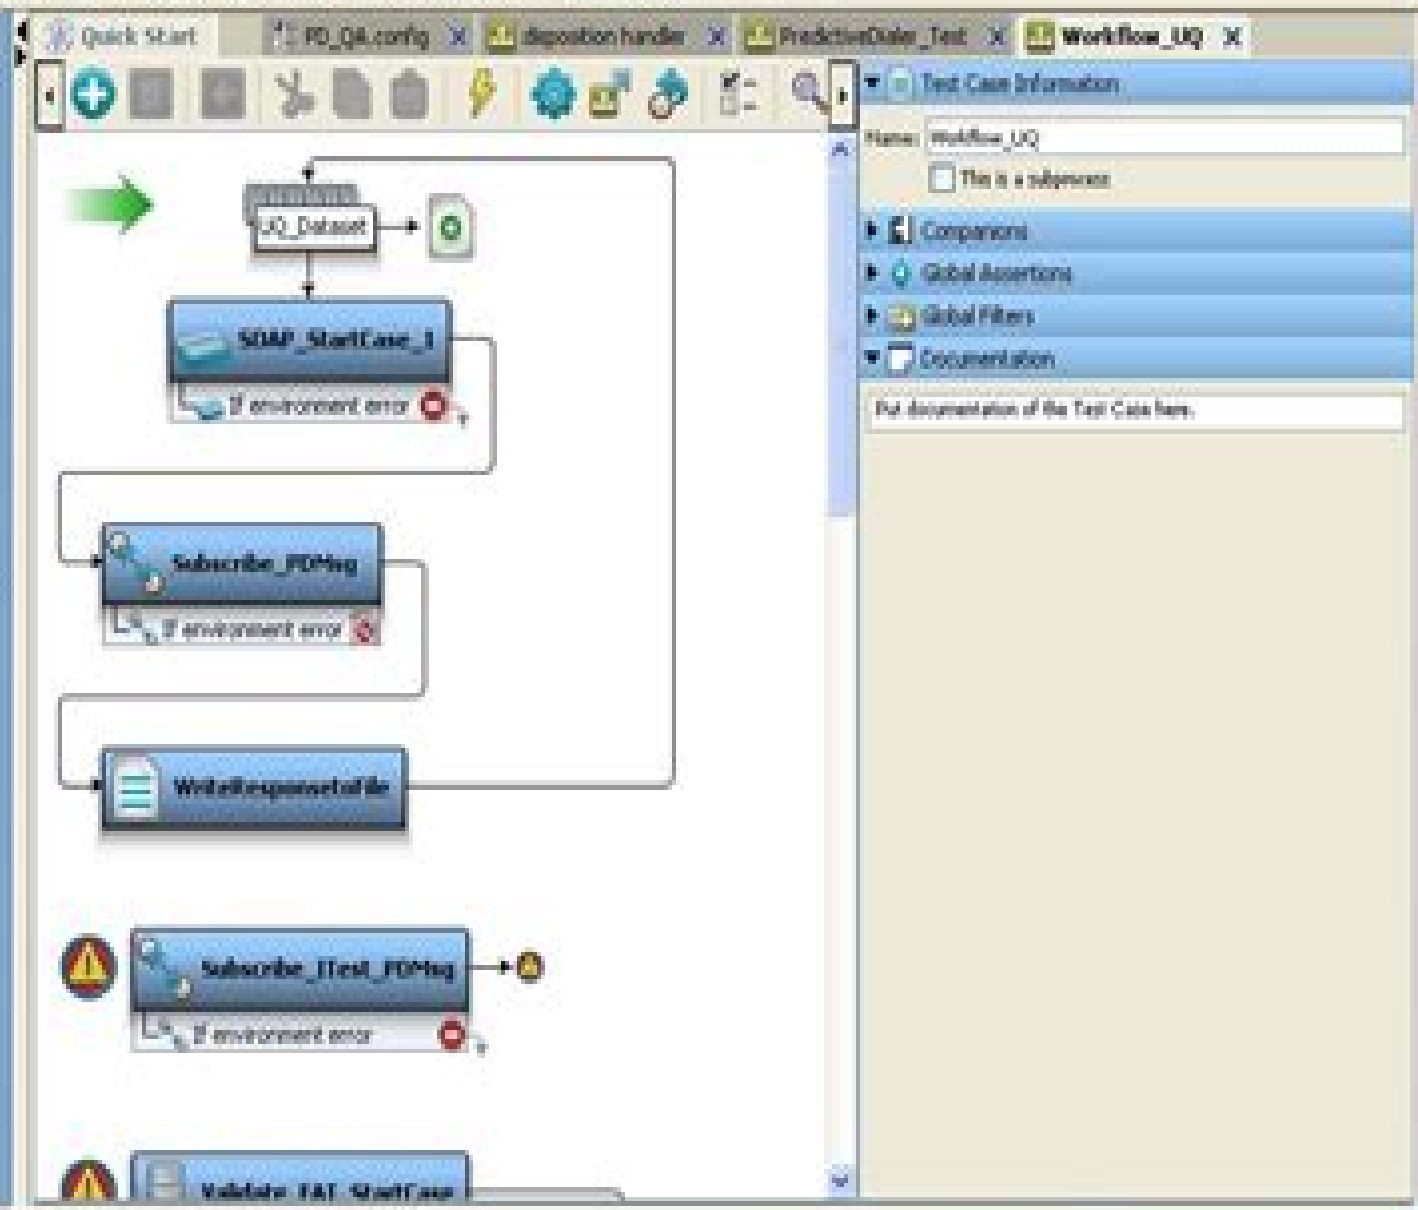 Quick Start
PD_QA.config X
disposition handler X
PredictiveDialer_Test X
Workflow_UQ X
Test Case Information
Name: Workflow_UQ
This is a subprocess
Companions
Global Assertions
Global Filters
Documentation
Put documentation of the Test Case here.
UQ_Dataset
SOAP_StartCase_1
If environment error
Subscribe_PDMsg
If environment error
WriteResponsetoFile
Subscribe_ITest_PDMsg
If environment error
Validate_FAT_StartCase